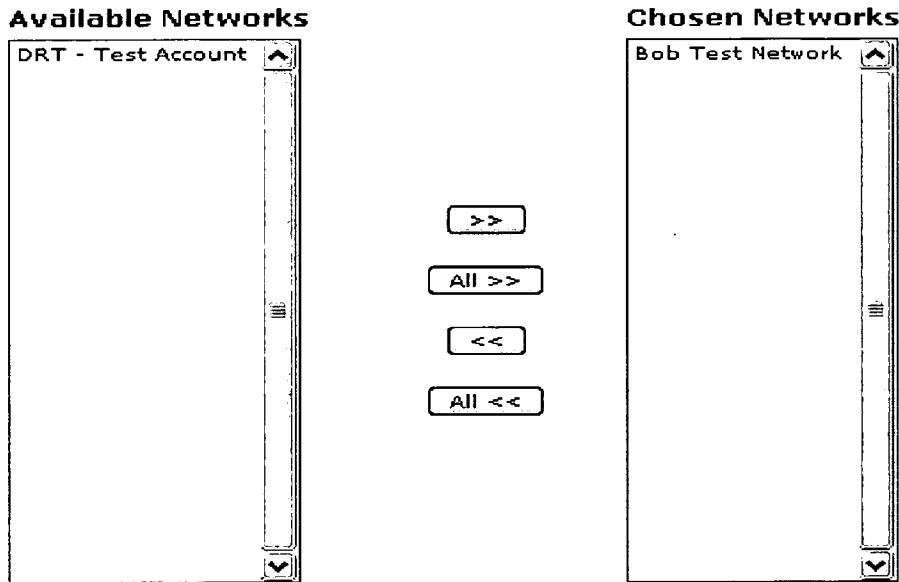 Available Networks
DRT - Test Account
>>
All >>
<<
All <<
Chosen Networks
Bob Test Network